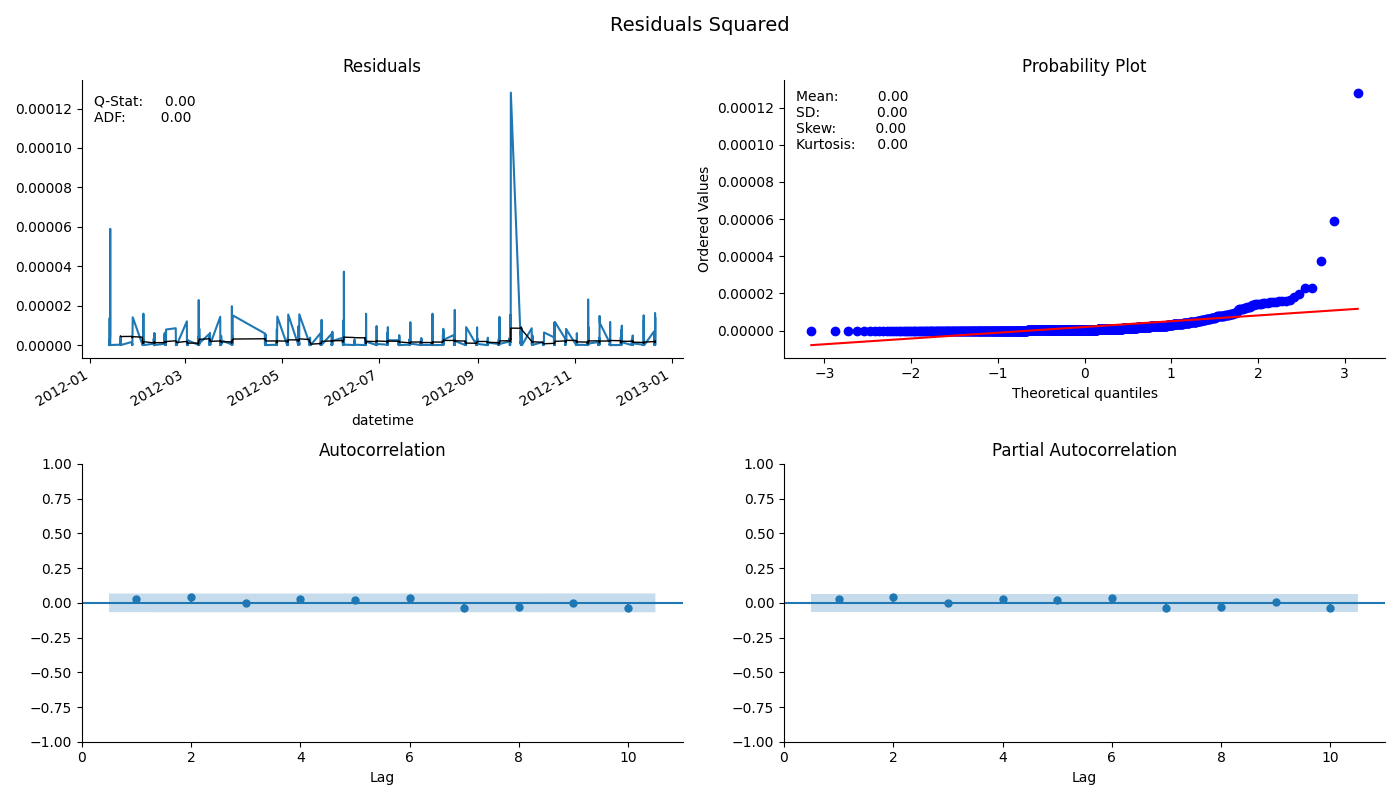 Residuals Squared
Residuals
Q-Stat: 0.00
ADF: 0.00
0.00012
0.00010
0.00008
0.00006
0.00004
0.00002
0.00000
2012-01
2012-03
2012-05
2012-07
2012-09
2012-11
2013-01
datetime
Probability Plot
Mean: 0.00
SD: 0.00
Skew: 0.00
Kurtosis: 0.00
Ordered Values
0.00012
0.00010
0.00008
0.00006
0.00004
0.00002
0.00000
−3 −2 −1 0 1 2 3
Theoretical quantiles
Autocorrelation
1.00
0.75
0.50
0.25
0.00
−0.25
−0.50
−0.75
−1.00
0 2 4 6 8 10
Lag
Partial Autocorrelation
1.00
0.75
0.50
0.25
0.00
−0.25
−0.50
−0.75
−1.00
0 2 4 6 8 10
Lag